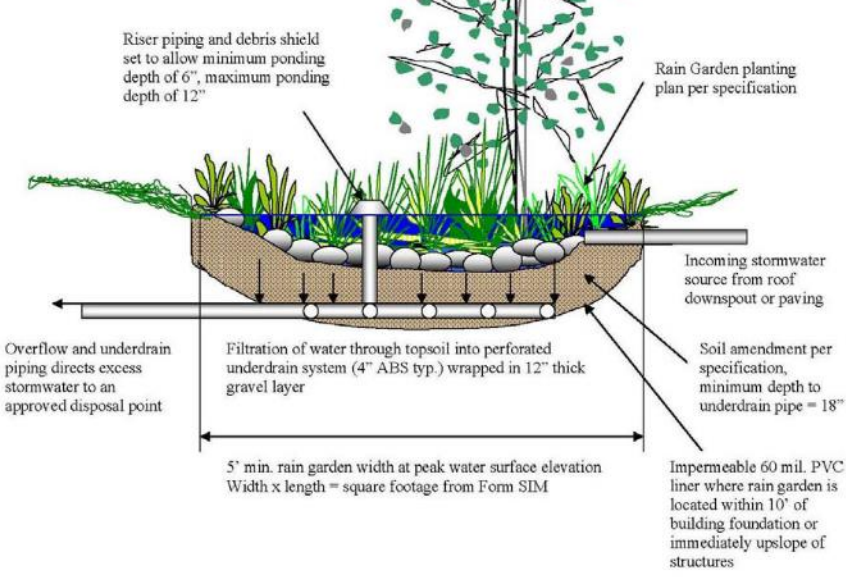 Riser piping and debris shield
set to allow minimum ponding
depth of 6”, maximum ponding
depth of 12”
Rain Garden planting
plan per specification
Incoming stormwater
source from roof
downspout or paving
Overflow and underdrain
piping directs excess
stormwater to an
approved disposal point
Filtration of water through topsoil into perforated
underdrain system (4” ABS typ.) wrapped in 12” thick
gravel layer
Soil amendment per
specification,
minimum depth to
underdrain pipe = 18”
5’ min. rain garden width at peak water surface elevation
Width x length = square footage from Form SIM
Impermeable 60 mil. PVC
liner where rain garden is
located within 10’ of
building foundation or
immediately upslope of
structures